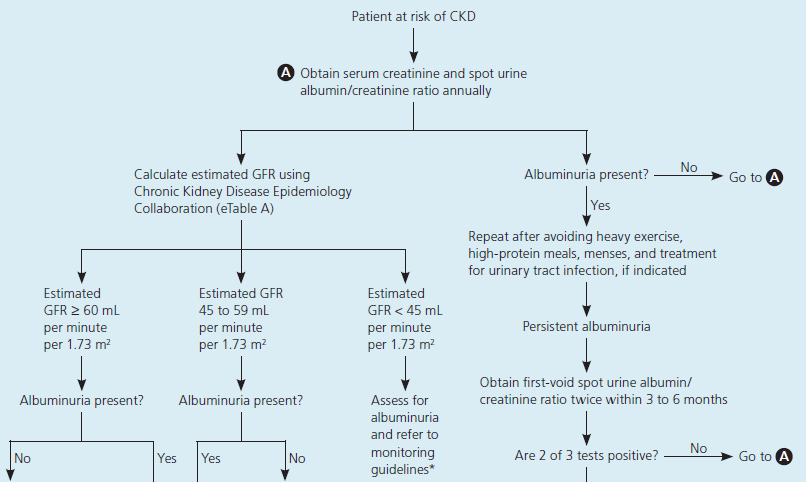 Patient at risk of CKD
A Obtain serum creatinine and spot urine
albumin/creatinine ratio annually
Calculate estimated GFR using
Chronic Kidney Disease Epidemiology
Collaboration (eTable A)
Estimated
GFR ≥ 60 mL
per minute
per 1.73 m²
Albuminuria present?
No
Yes
Estimated GFR
45 to 59 mL
per minute
per 1.73 m²
Albuminuria present?
Yes
No
Estimated
GFR < 45 mL
per minute
per 1.73 m²
Assess for
albuminuria
and refer to
monitoring
guidelines*
Albuminuria present?
No
Go to A
Yes
Repeat after avoiding heavy exercise,
high-protein meals, menses, and treatment
for urinary tract infection, if indicated
Persistent albuminuria
Obtain first-void spot urine albumin/
creatinine ratio twice within 3 to 6 months
Are 2 of 3 tests positive?
No
Go to A